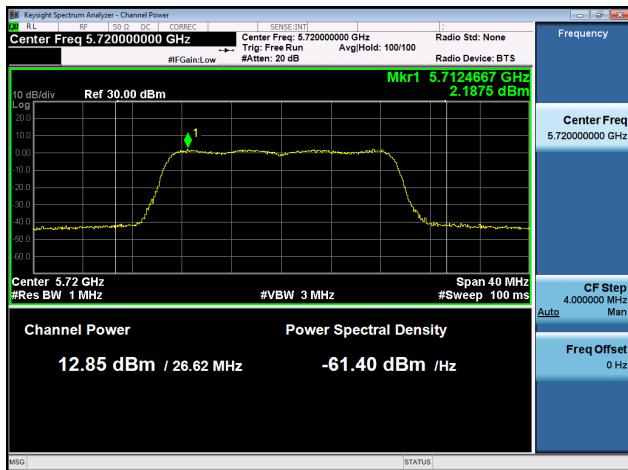 Keysight Spectrum Analyzer - Channel Power
RL RF 50 Ω DC CORREC SENSE:INT
Center Freq 5.720000000 GHz
#IFGain:Low
Center Freq: 5.720000000 GHz
Trig: Free Run Avg|Hold: 100/100
#Atten: 20 dB
Radio Std: None
Radio Device: BTS
Mkr1 5.7124667 GHz
2.1875 dBm
10 dB/div Ref 30.00 dBm
Log
20.0
10.0
0.00
-10.0
-20.0
-30.0
-40.0
-50.0
-60.0
1
Center 5.72 GHz Span 40 MHz
#Res BW 1 MHz #VBW 3 MHz #Sweep 100 ms
Channel Power Power Spectral Density
12.85 dBm / 26.62 MHz -61.40 dBm /Hz
Frequency
Center Freq
5.72000000 GHz
CF Step
4.000000 MHz
Auto Man
Freq Offset
0 Hz
MSG STATUS